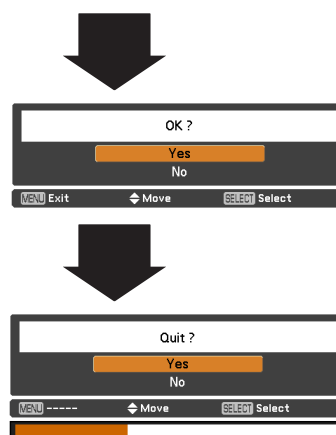 OK ?
Yes
No
MENU Exit Move SELECT Select
Quit ?
Yes
No
MENU ----- Move SELECT Select